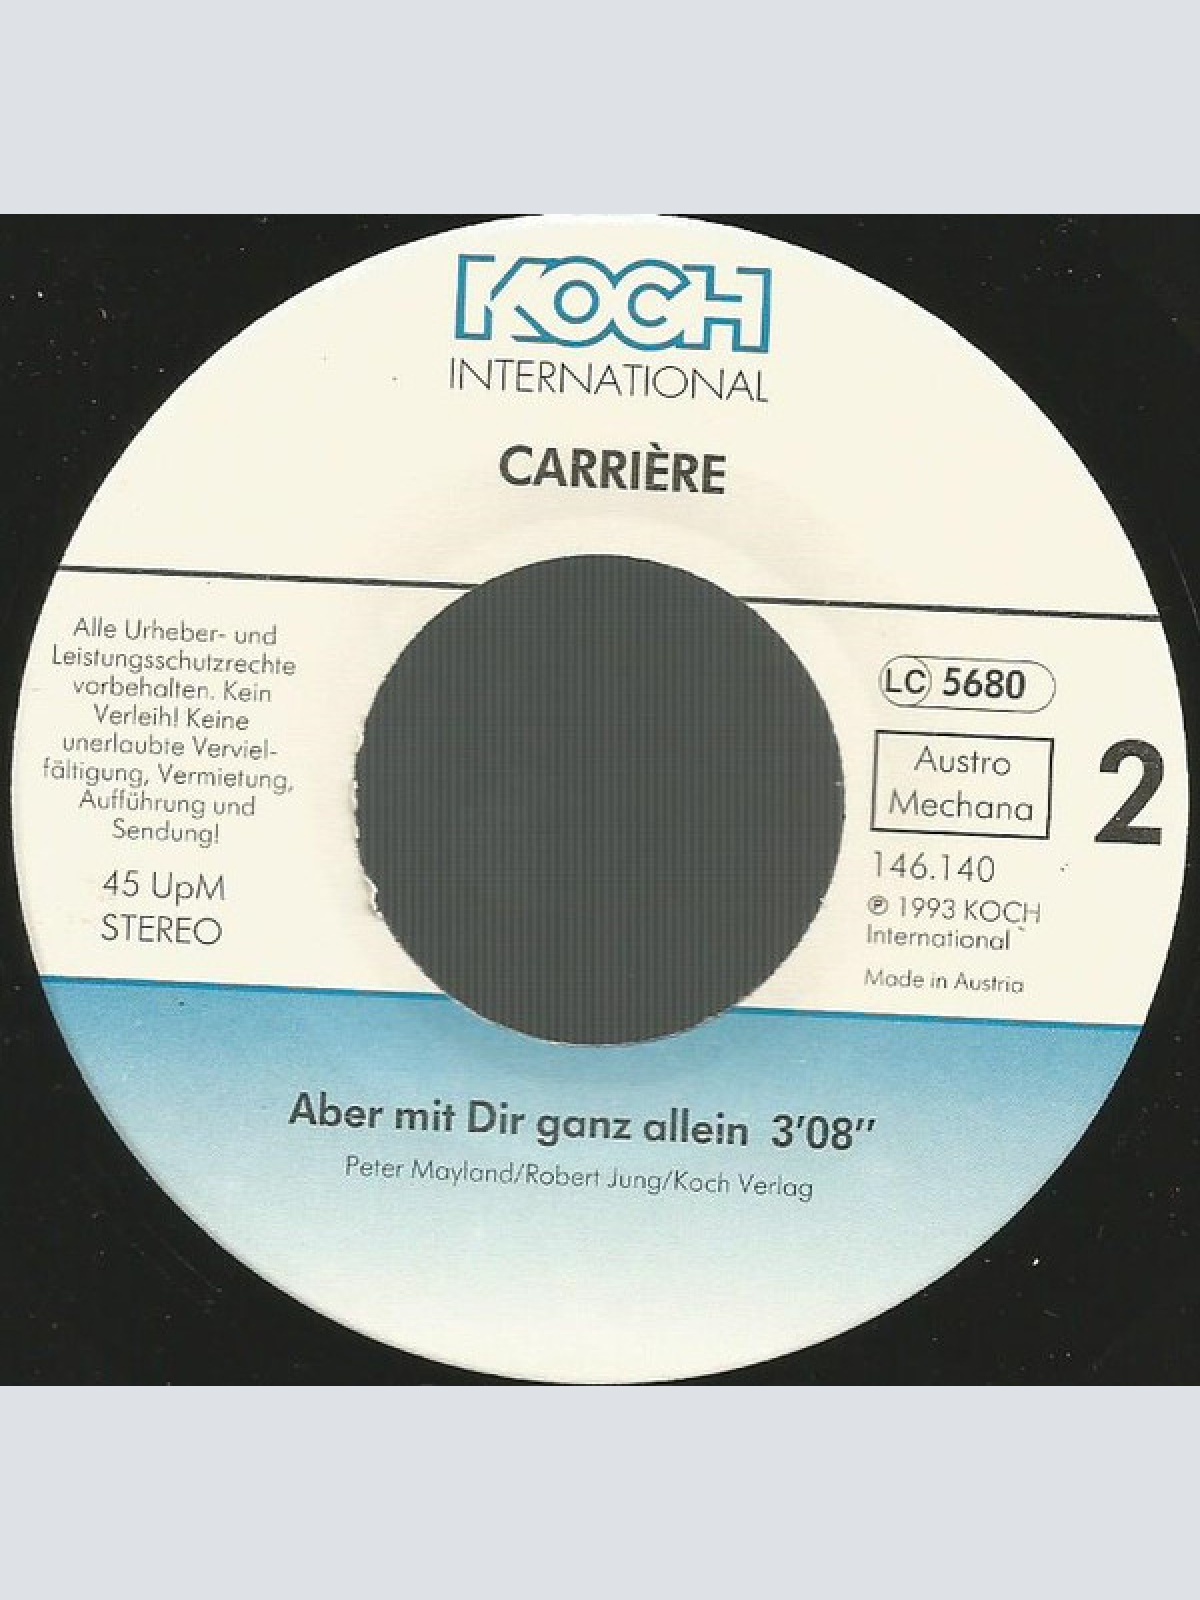 KOCH
INTERNATIONAL
CARRIÈRE
Alle Urheber- und
Leistungsschutzrechte
vorbehalten. Kein
Verleih! Keine
unerlaubte Verviel-
fältigung, Vermietung,
Aufführung und
Sendung!
45 UpM
STEREO
LC 5680
Austro
Mechana
2
146.140
℗ 1993 KOCH
International
Made in Austria
Aber mit Dir ganz allein 3'08"
Peter Mayland/Robert Jung/Koch Verlag